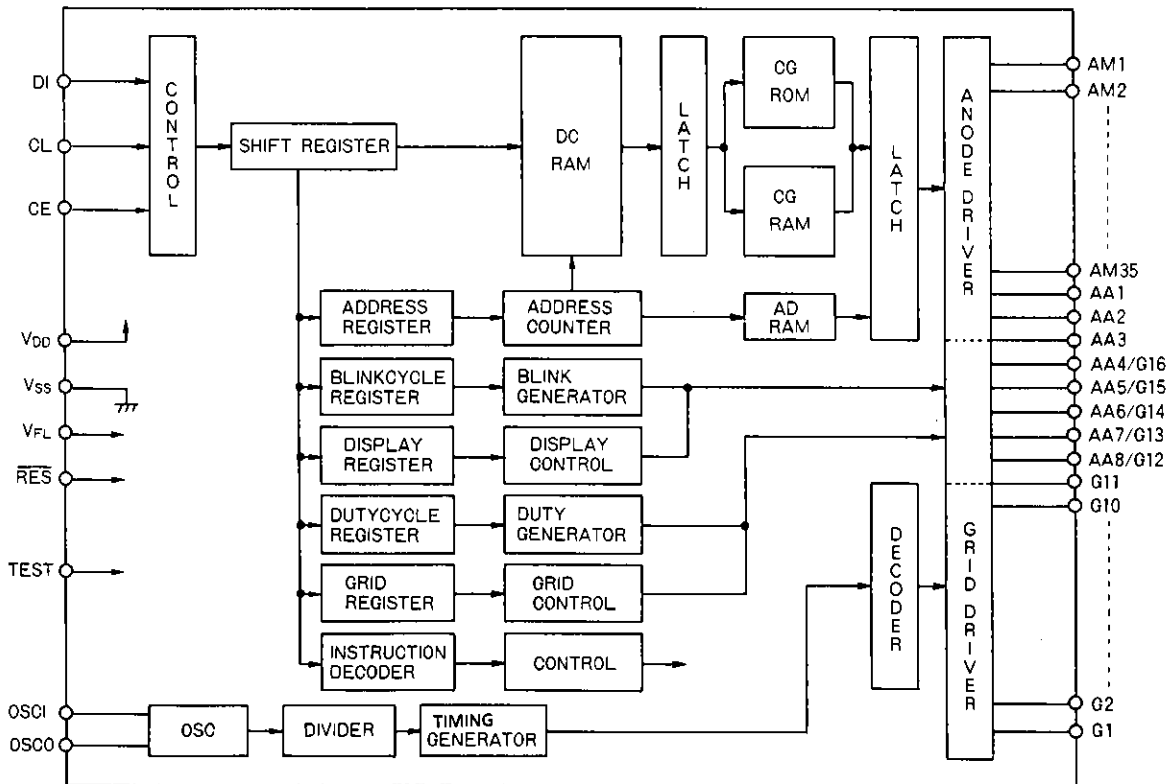 DI
CL
CE
VDD
VSS
VFL
RES
TEST
OSCI
OSCO
CONTROL
SHIFT REGISTER
DC
RAM
LATCH
CG
ROM
CG
RAM
LATCH
ANODE DRIVER
ADDRESS
REGISTER
ADDRESS
COUNTER
AD
RAM
BLINKCYCLE
REGISTER
BLINK
GENERATOR
DISPLAY
REGISTER
DISPLAY
CONTROL
DUTYCYCLE
REGISTER
DUTY
GENERATOR
GRID
REGISTER
GRID
CONTROL
INSTRUCTION
DECODER
CONTROL
OSC
DIVIDER
TIMING
GENERATOR
DECODER
GRID DRIVER
AM1
AM2
AM35
AA1
AA2
AA3
AA4/G16
AA5/G15
AA6/G14
AA7/G13
AA8/G12
G11
G10
G2
G1